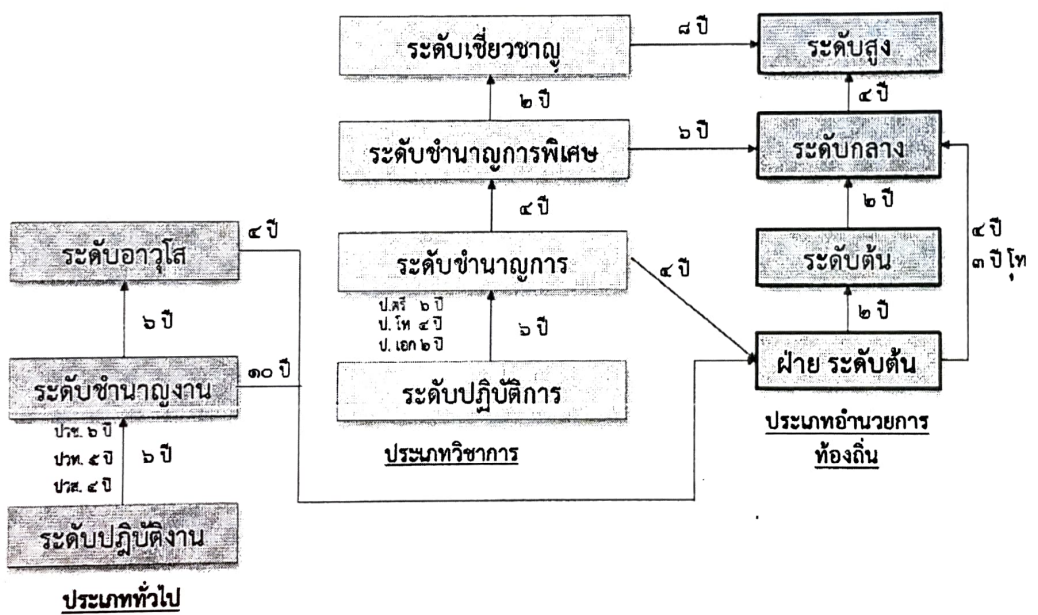 ระดับเชี่ยวชาญ
๘ ปี
ระดับสูง
๒ ปี
๔ ปี
ระดับชำนาญการพิเศษ
๖ ปี
ระดับกลาง
๔ ปี
๒ ปี
๔ ปี
๓ ปี โท
ระดับอาวุโส
๔ ปี
ระดับชำนาญการ
๔ ปี
ระดับต้น
๖ ปี
ป.ตรี ๖ ปี
ป. โท ๔ ปี
ป. เอก ๒ ปี
๖ ปี
๒ ปี
ระดับชำนาญงาน
๑๐ ปี
ระดับปฏิบัติการ
ฝ่าย ระดับต้น
ปวช. ๖ ปี
ปวท. ๕ ปี
ปวส. ๔ ปี
๖ ปี
ประเภทวิชาการ
ประเภทอำนวยการ
ท้องถิ่น
ระดับปฏิบัติงาน
ประเภททั่วไป